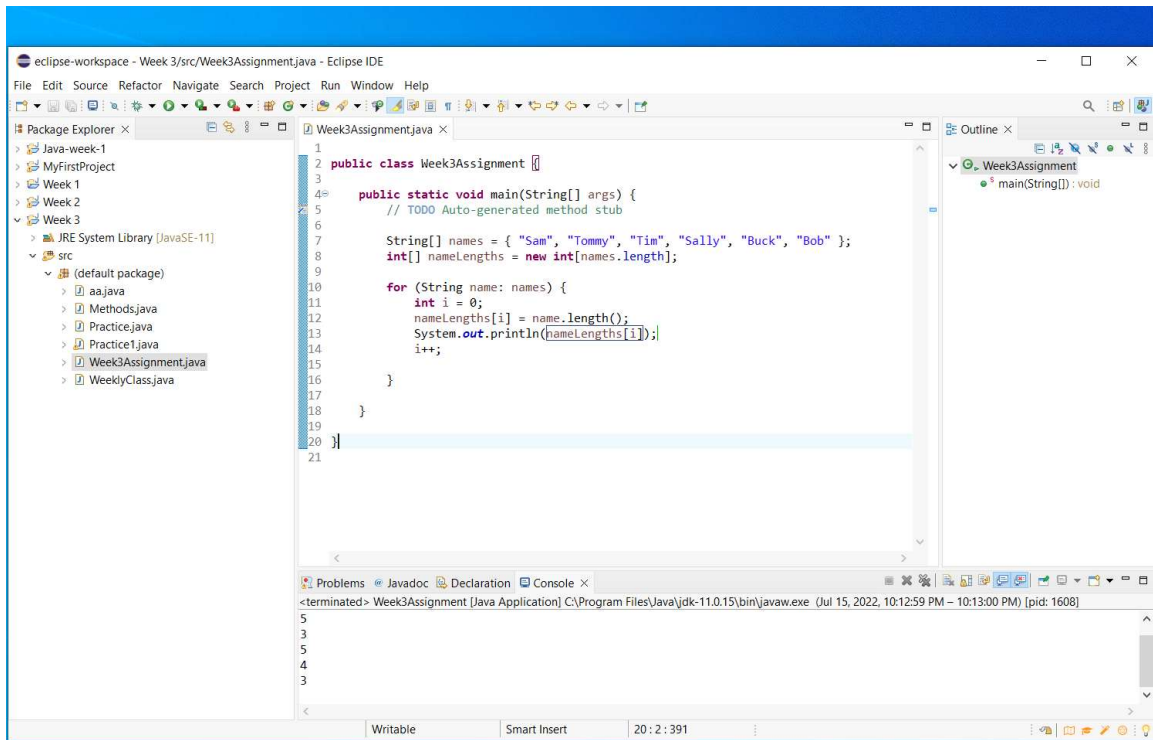 eclipse-workspace - Week 3/src/Week3Assignment.java - Eclipse IDE
File Edit Source Refactor Navigate Search Project Run Window Help
Package Explorer
Java-week-1
MyFirstProject
Week 1
Week 2
Week 3
JRE System Library [JavaSE-11]
src
(default package)
aa.java
Methods.java
Practice.java
Practice1.java
Week3Assignment.java
WeeklyClass.java
Week3Assignment.java
1
2 public class Week3Assignment {
3
4 public static void main(String[] args) {
5 // TODO Auto-generated method stub
6
7 String[] names = { "Sam", "Tommy", "Tim", "Sally", "Buck", "Bob" };
8 int[] nameLengths = new int[names.length];
9
10 for (String name: names) {
11 int i = 0;
12 nameLengths[i] = name.length();
13 System.out.println(nameLengths[i]);
14 i++;
15
16 }
17
18 }
19
20 }
21
Outline
Week3Assignment
main(String[]) : void
Problems @ Javadoc Declaration Console
<terminated> Week3Assignment [Java Application] C:\Program Files\Java\jdk-11.0.15\bin\javaw.exe (Jul 15, 2022, 10:12:59 PM – 10:13:00 PM) [pid: 1608]
5
3
5
4
3
Writable Smart Insert 20 : 2 : 391